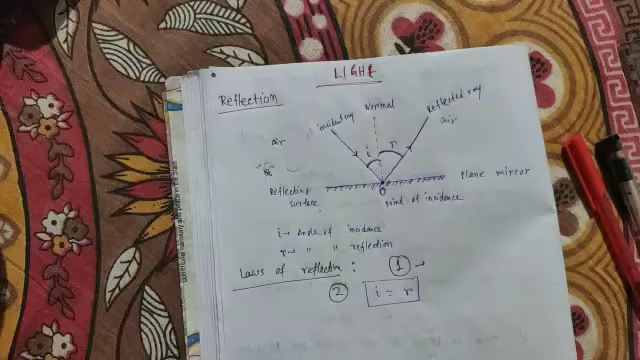 LIGHT
Reflection
incident ray
Normal
Reflected ray
air
air
i
r
Reflecting
surface
Plane mirror
O
Point of incidence
i → Angle of incidence
r → " " reflection
Laws of reflection : ① →
② i = r